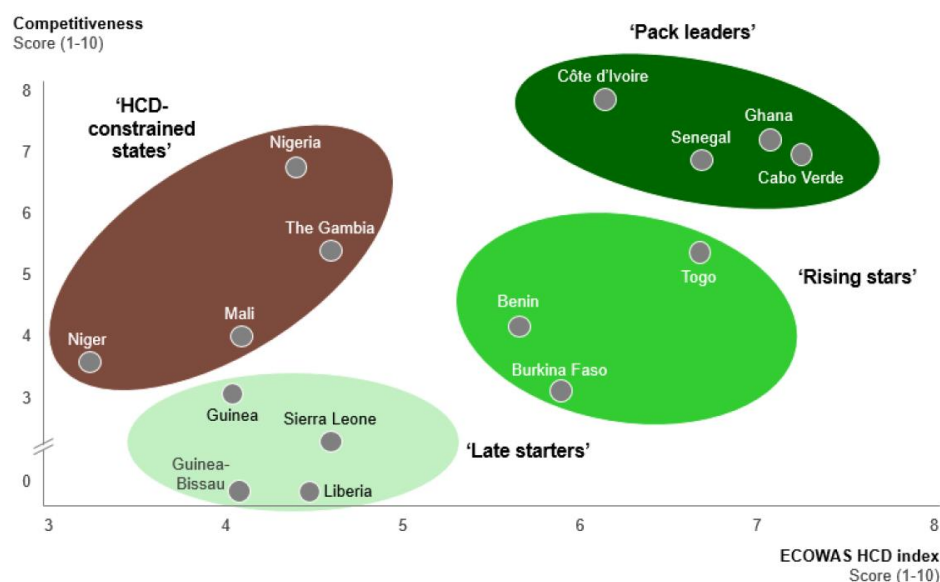 Competitiveness
Score (1-10)
'Pack leaders'
Côte d'Ivoire
8
'HCD-
constrained
states'
Ghana
Nigeria
Senegal
7
Cabo Verde
6
The Gambia
5
Togo
'Rising stars'
Benin
Mali
4
Niger
Burkina Faso
3
Guinea
Sierra Leone
'Late starters'
Guinea-
Bissau
0
Liberia
3
4
5
6
7
8
ECOWAS HCD index
Score (1-10)